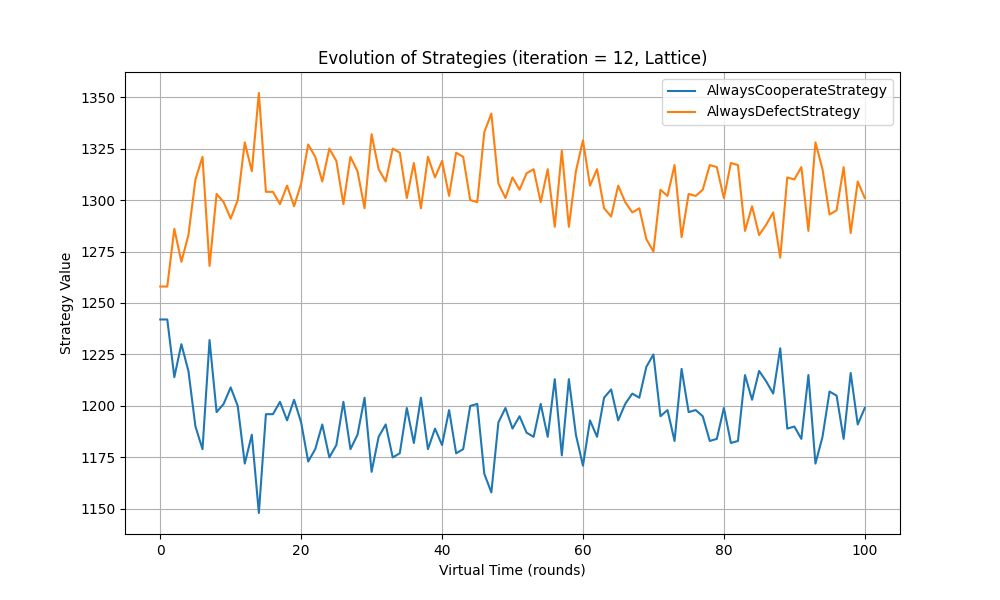 Evolution of Strategies (iteration = 12, Lattice)
AlwaysCooperateStrategy
AlwaysDefectStrategy
Strategy Value
1350
1325
1300
1275
1250
1225
1200
1175
1150
0 20 40 60 80 100
Virtual Time (rounds)